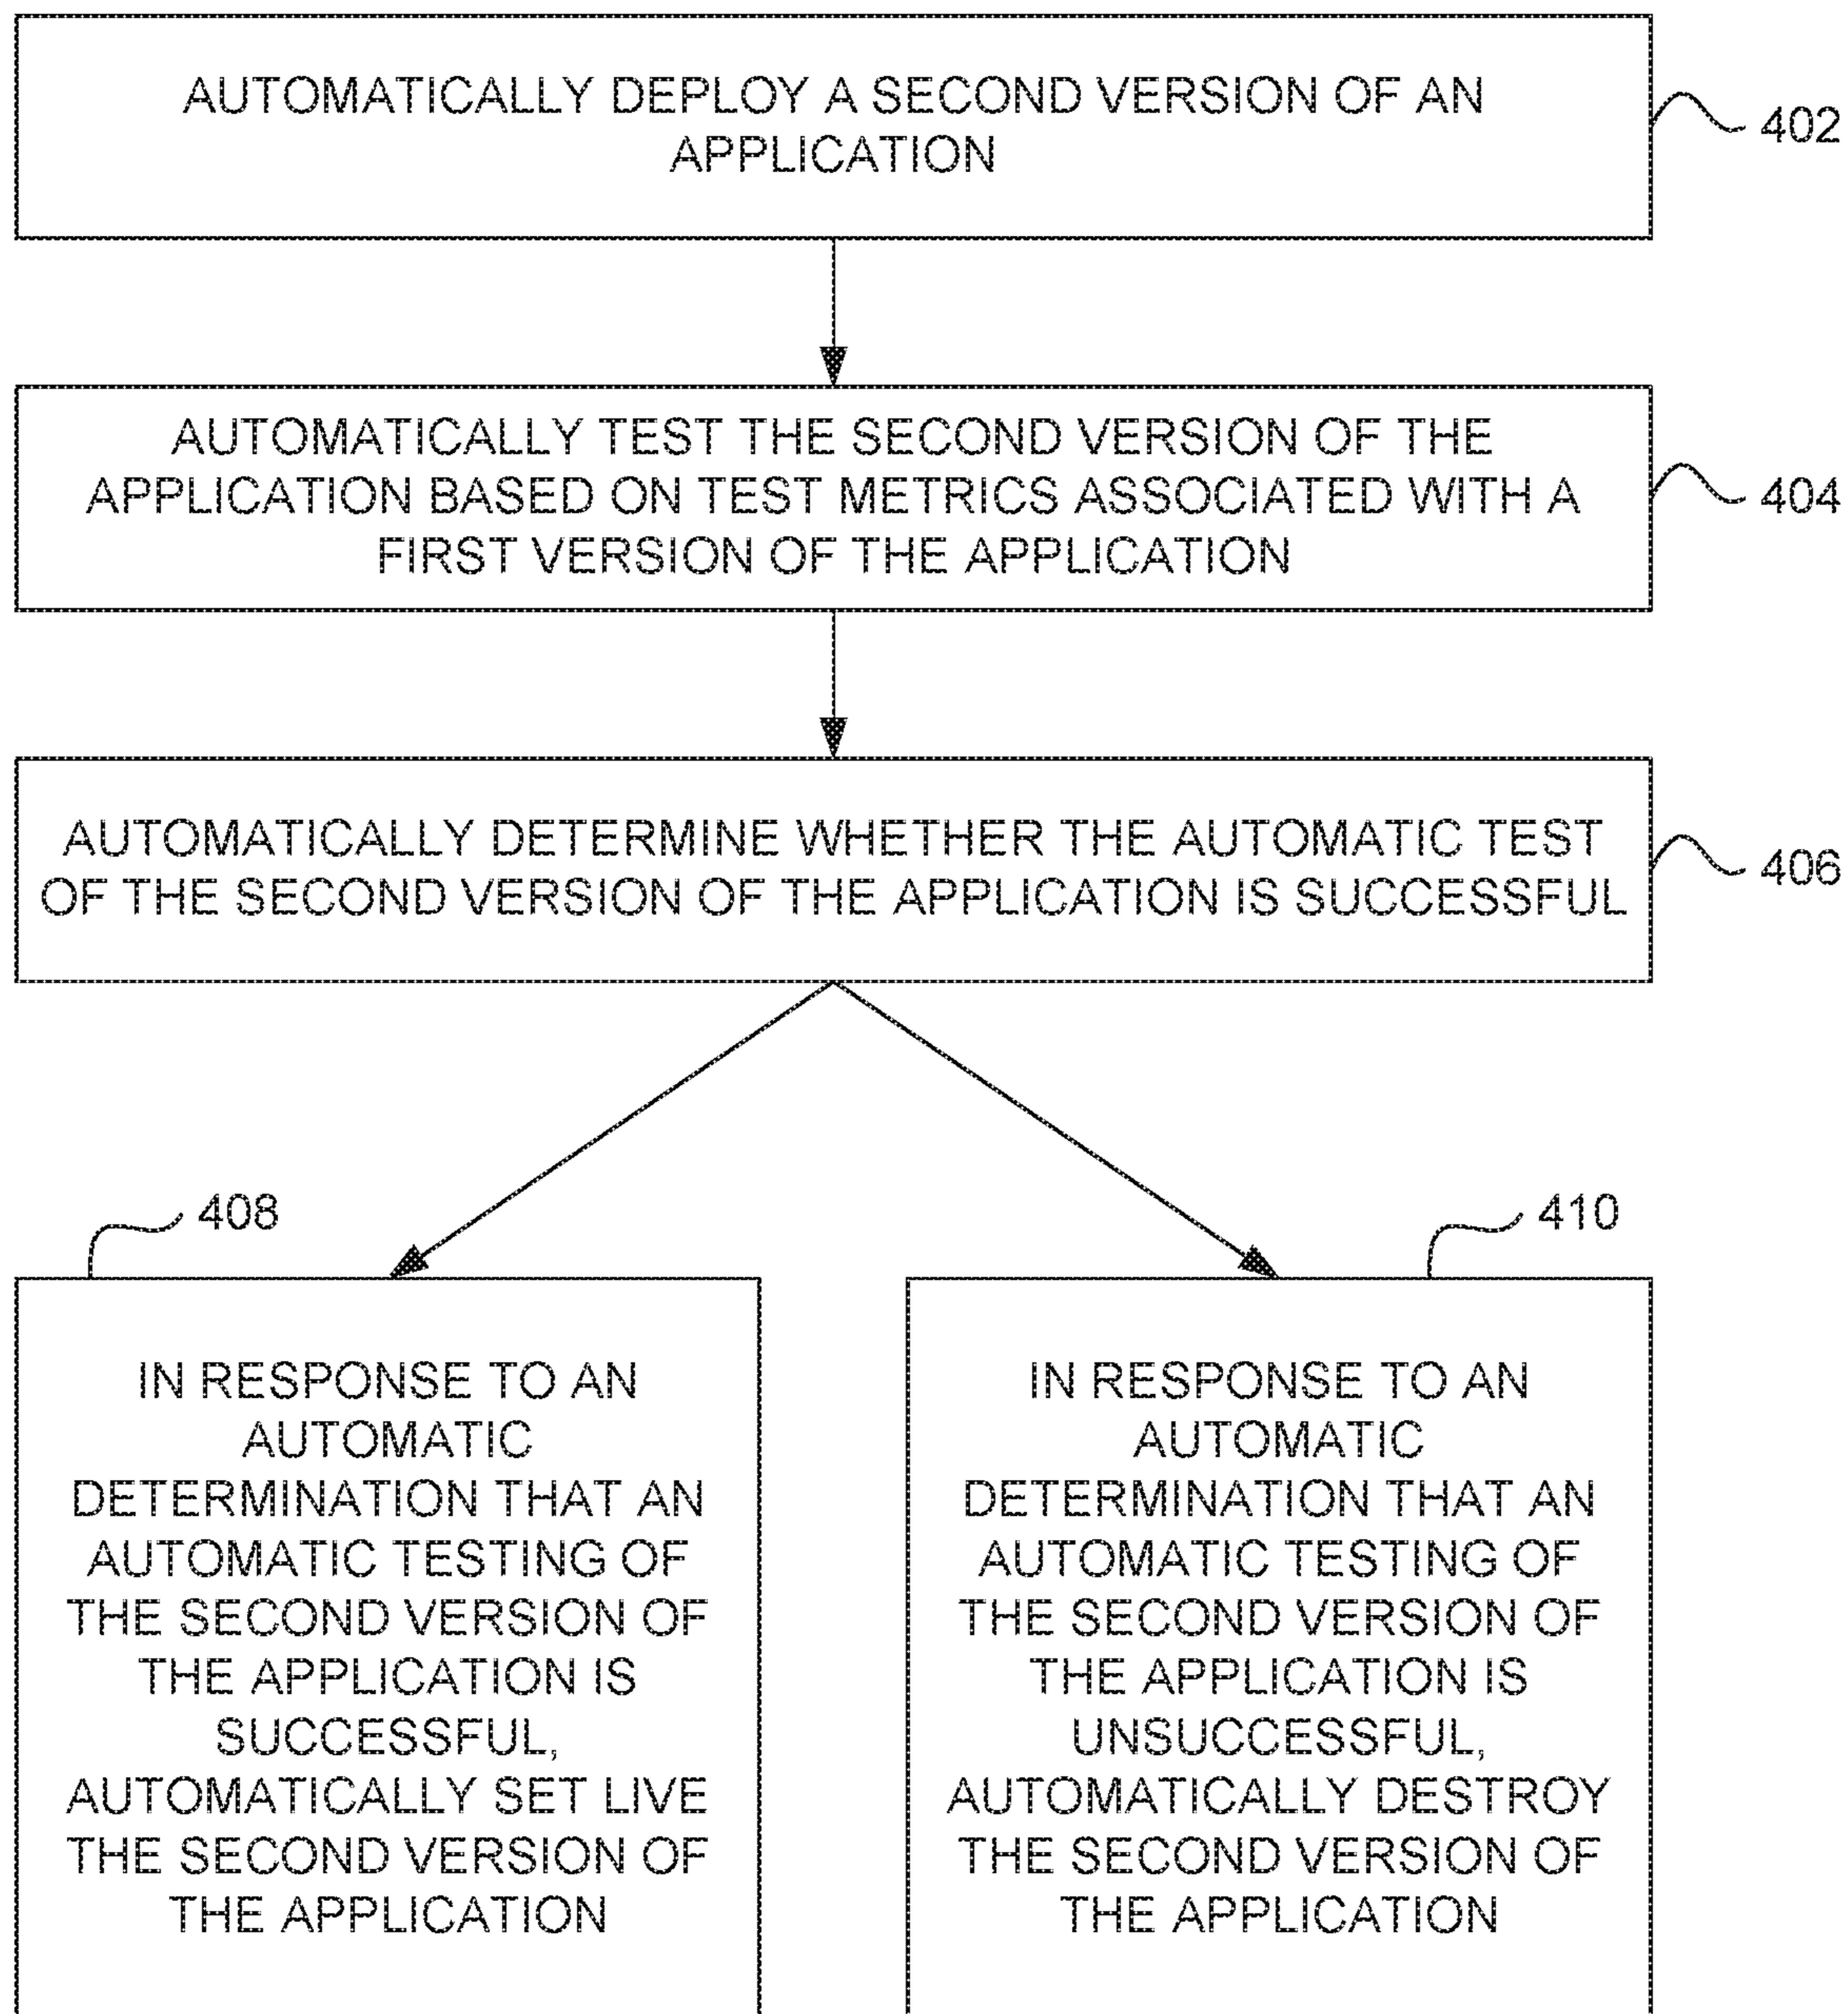 AUTOMATICALLY DEPLOY A SECOND VERSION OF AN
APPLICATION
402
AUTOMATICALLY TEST THE SECOND VERSION OF THE
APPLICATION BASED ON TEST METRICS ASSOCIATED WITH A
FIRST VERSION OF THE APPLICATION
404
AUTOMATICALLY DETERMINE WHETHER THE AUTOMATIC TEST
OF THE SECOND VERSION OF THE APPLICATION IS SUCCESSFUL
406
408
IN RESPONSE TO AN
AUTOMATIC
DETERMINATION THAT AN
AUTOMATIC TESTING OF
THE SECOND VERSION OF
THE APPLICATION IS
SUCCESSFUL,
AUTOMATICALLY SET LIVE
THE SECOND VERSION OF
THE APPLICATION
410
IN RESPONSE TO AN
AUTOMATIC
DETERMINATION THAT AN
AUTOMATIC TESTING OF
THE SECOND VERSION OF
THE APPLICATION IS
UNSUCCESSFUL,
AUTOMATICALLY DESTROY
THE SECOND VERSION OF
THE APPLICATION